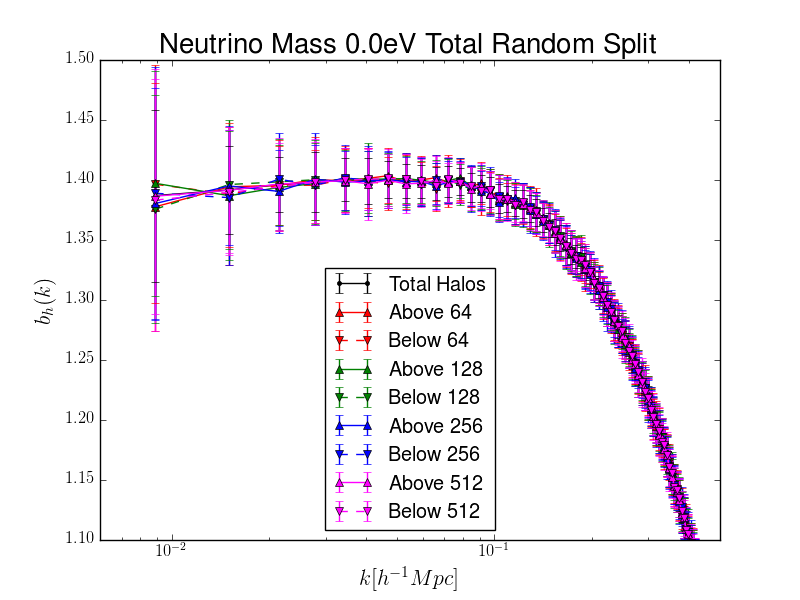 Neutrino Mass 0.0eV Total Random Split
1.50
1.45
1.40
1.35
1.30
1.25
1.20
1.15
1.10
b_h(k)
Total Halos
Above 64
Below 64
Above 128
Below 128
Above 256
Below 256
Above 512
Below 512
10⁻² 10⁻¹
k[h⁻¹Mpc]